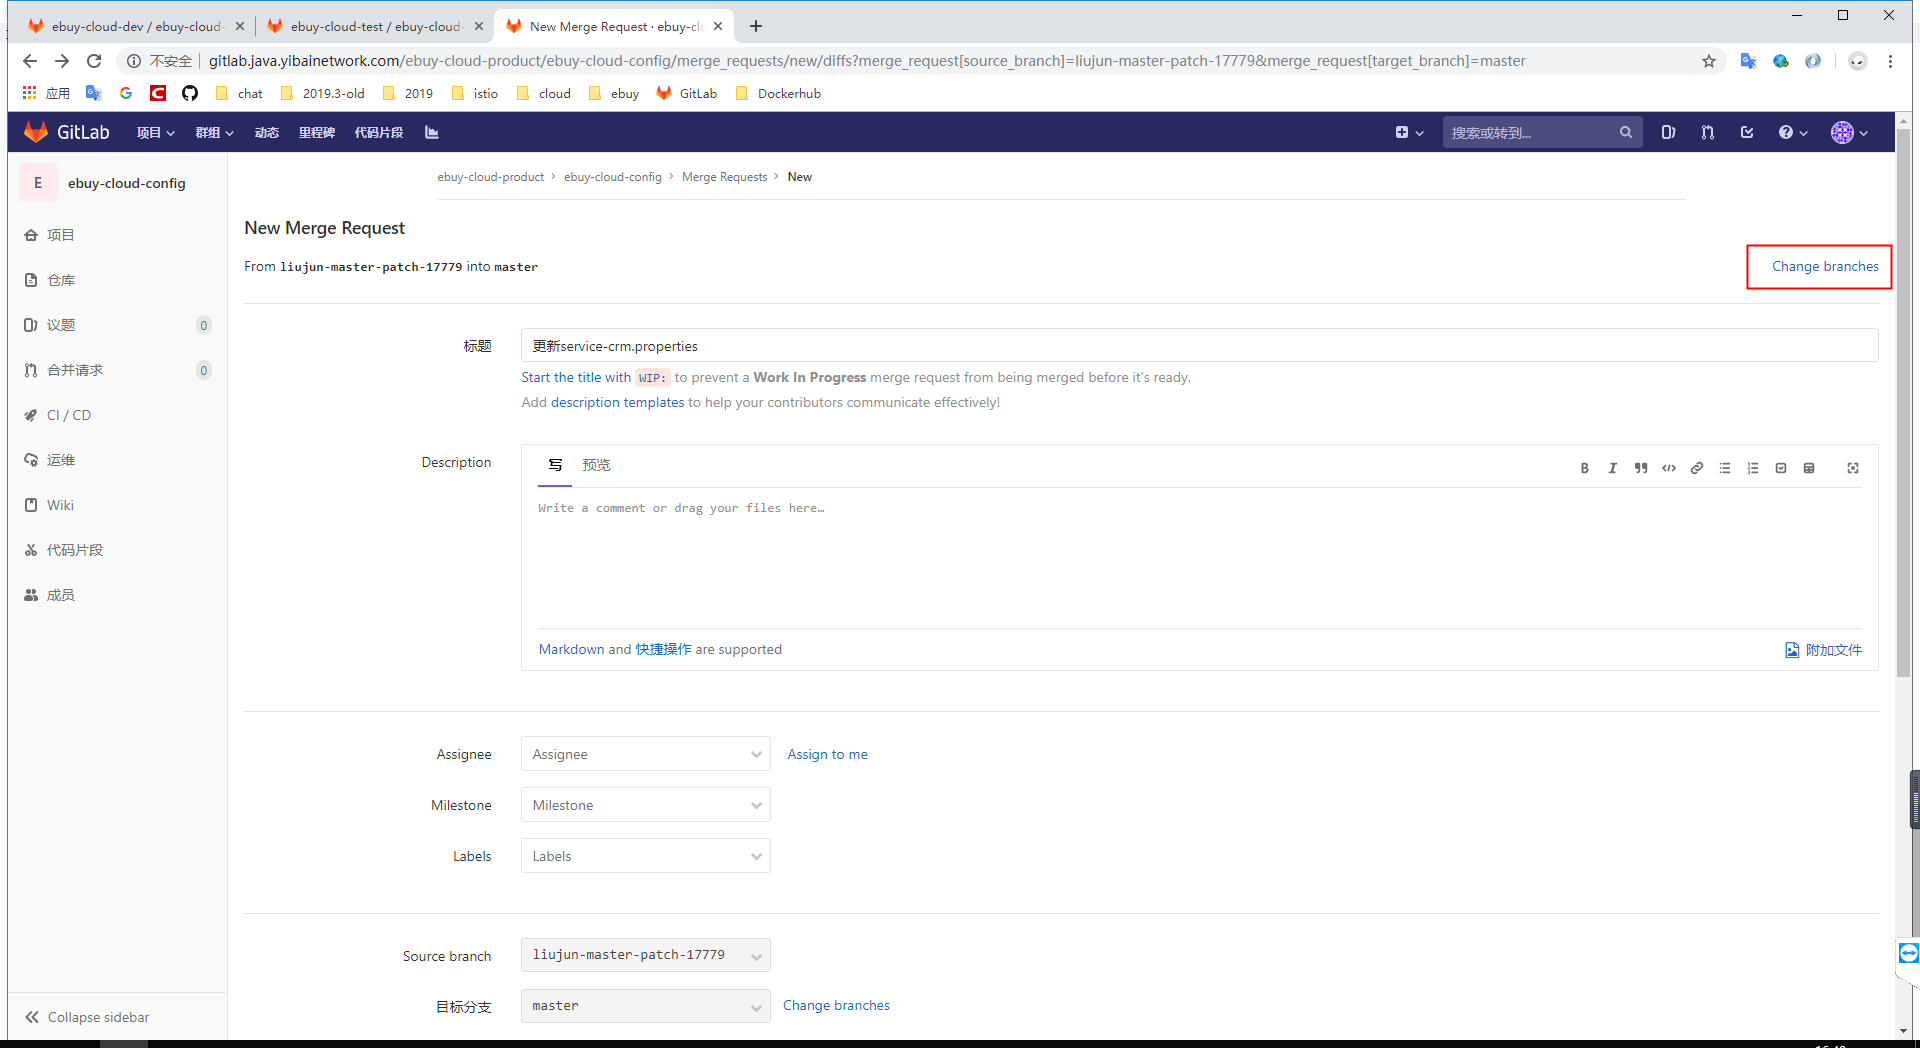 ebuy-cloud-dev / ebuy-cloud-
ebuy-cloud-test / ebuy-cloud-
New Merge Request · ebuy-clo
不安全
gitlab.java.yibainetwork.com/ebuy-cloud-product/ebuy-cloud-config/merge_requests/new/diffs?merge_request[source_branch]=liujun-master-patch-17779&merge_request[target_branch]=master
应用 chat 2019.3-old 2019 istio cloud ebuy GitLab Dockerhub
GitLab 项目 群组 动态 里程碑 代码片段 搜索或转到...
E ebuy-cloud-config
项目
仓库
议题 0
合并请求 0
CI / CD
运维
Wiki
代码片段
成员
Collapse sidebar
ebuy-cloud-product › ebuy-cloud-config › Merge Requests › New
New Merge Request
From liujun-master-patch-17779 into master
Change branches
标题 更新service-crm.properties
Start the title with WIP: to prevent a Work In Progress merge request from being merged before it's ready.
Add description templates to help your contributors communicate effectively!
Description 写 预览
Write a comment or drag your files here…
Markdown and 快捷操作 are supported
附加文件
Assignee Assignee Assign to me
Milestone Milestone
Labels Labels
Source branch liujun-master-patch-17779
目标分支 master Change branches